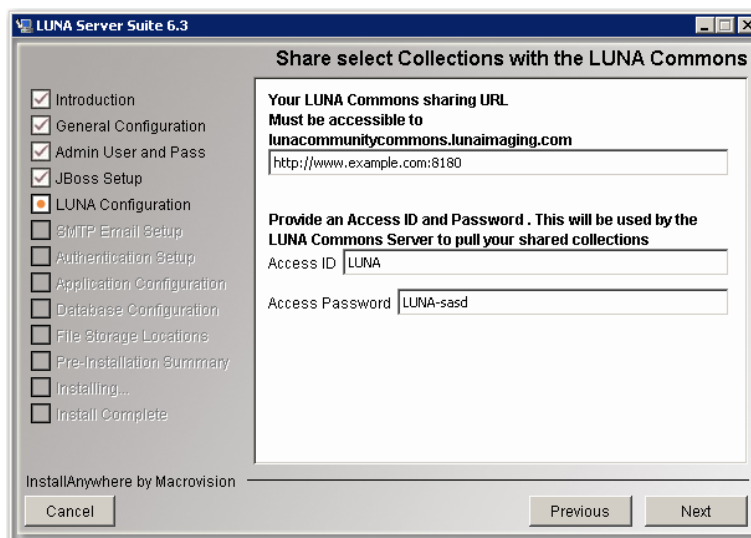 LUNA Server Suite 6.3
Share select Collections with the LUNA Commons
Introduction
General Configuration
Admin User and Pass
JBoss Setup
LUNA Configuration
SMTP Email Setup
Authentication Setup
Application Configuration
Database Configuration
File Storage Locations
Pre-Installation Summary
Installing...
Install Complete
Your LUNA Commons sharing URL
Must be accessible to
lunacommunitycommons.lunaimaging.com
http://www.example.com:8180
Provide an Access ID and Password . This will be used by the
LUNA Commons Server to pull your shared collections
Access ID LUNA
Access Password LUNA-sasd
InstallAnywhere by Macrovision
Cancel
Previous
Next